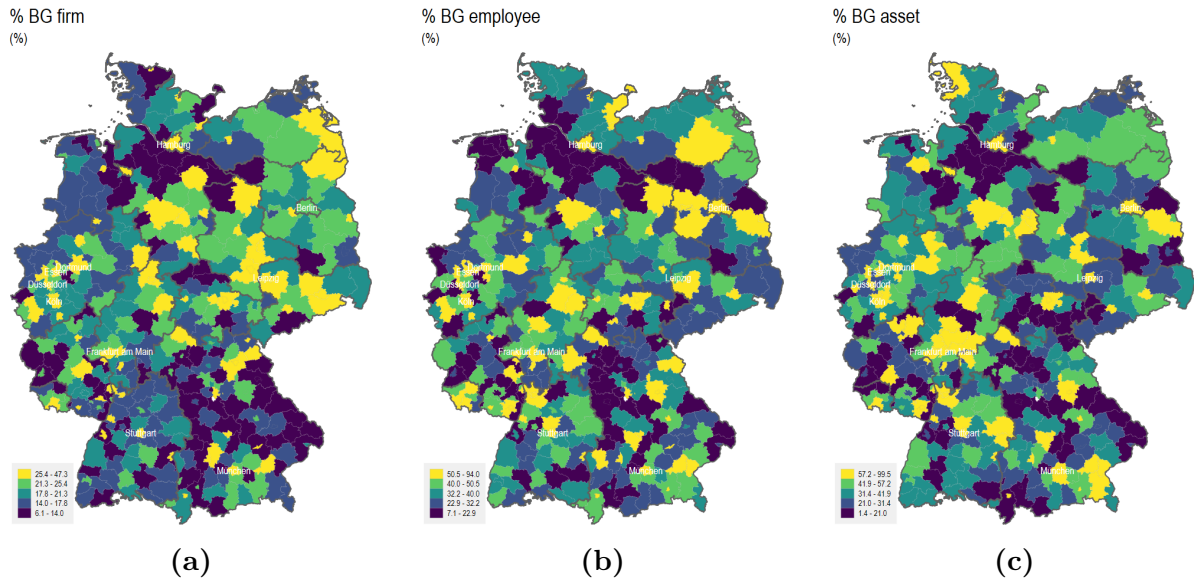 % BG firm
(%)
Hamburg
Berlin
Dortmund
Essen
Düsseldorf
Köln
Leipzig
Frankfurt am Main
Stuttgart
München
25.4 - 47.3
21.3 - 25.4
17.8 - 21.3
14.0 - 17.8
6.1 - 14.0
(a)
% BG employee
(%)
Hamburg
Berlin
Dortmund
Essen
Düsseldorf
Köln
Leipzig
Frankfurt am Main
Stuttgart
München
50.5 - 94.0
40.0 - 50.5
32.2 - 40.0
22.9 - 32.2
7.1 - 22.9
(b)
% BG asset
(%)
Hamburg
Berlin
Dortmund
Essen
Düsseldorf
Köln
Leipzig
Frankfurt am Main
Stuttgart
München
57.2 - 99.5
41.9 - 57.2
31.4 - 41.9
21.0 - 31.4
1.4 - 21.0
(c)